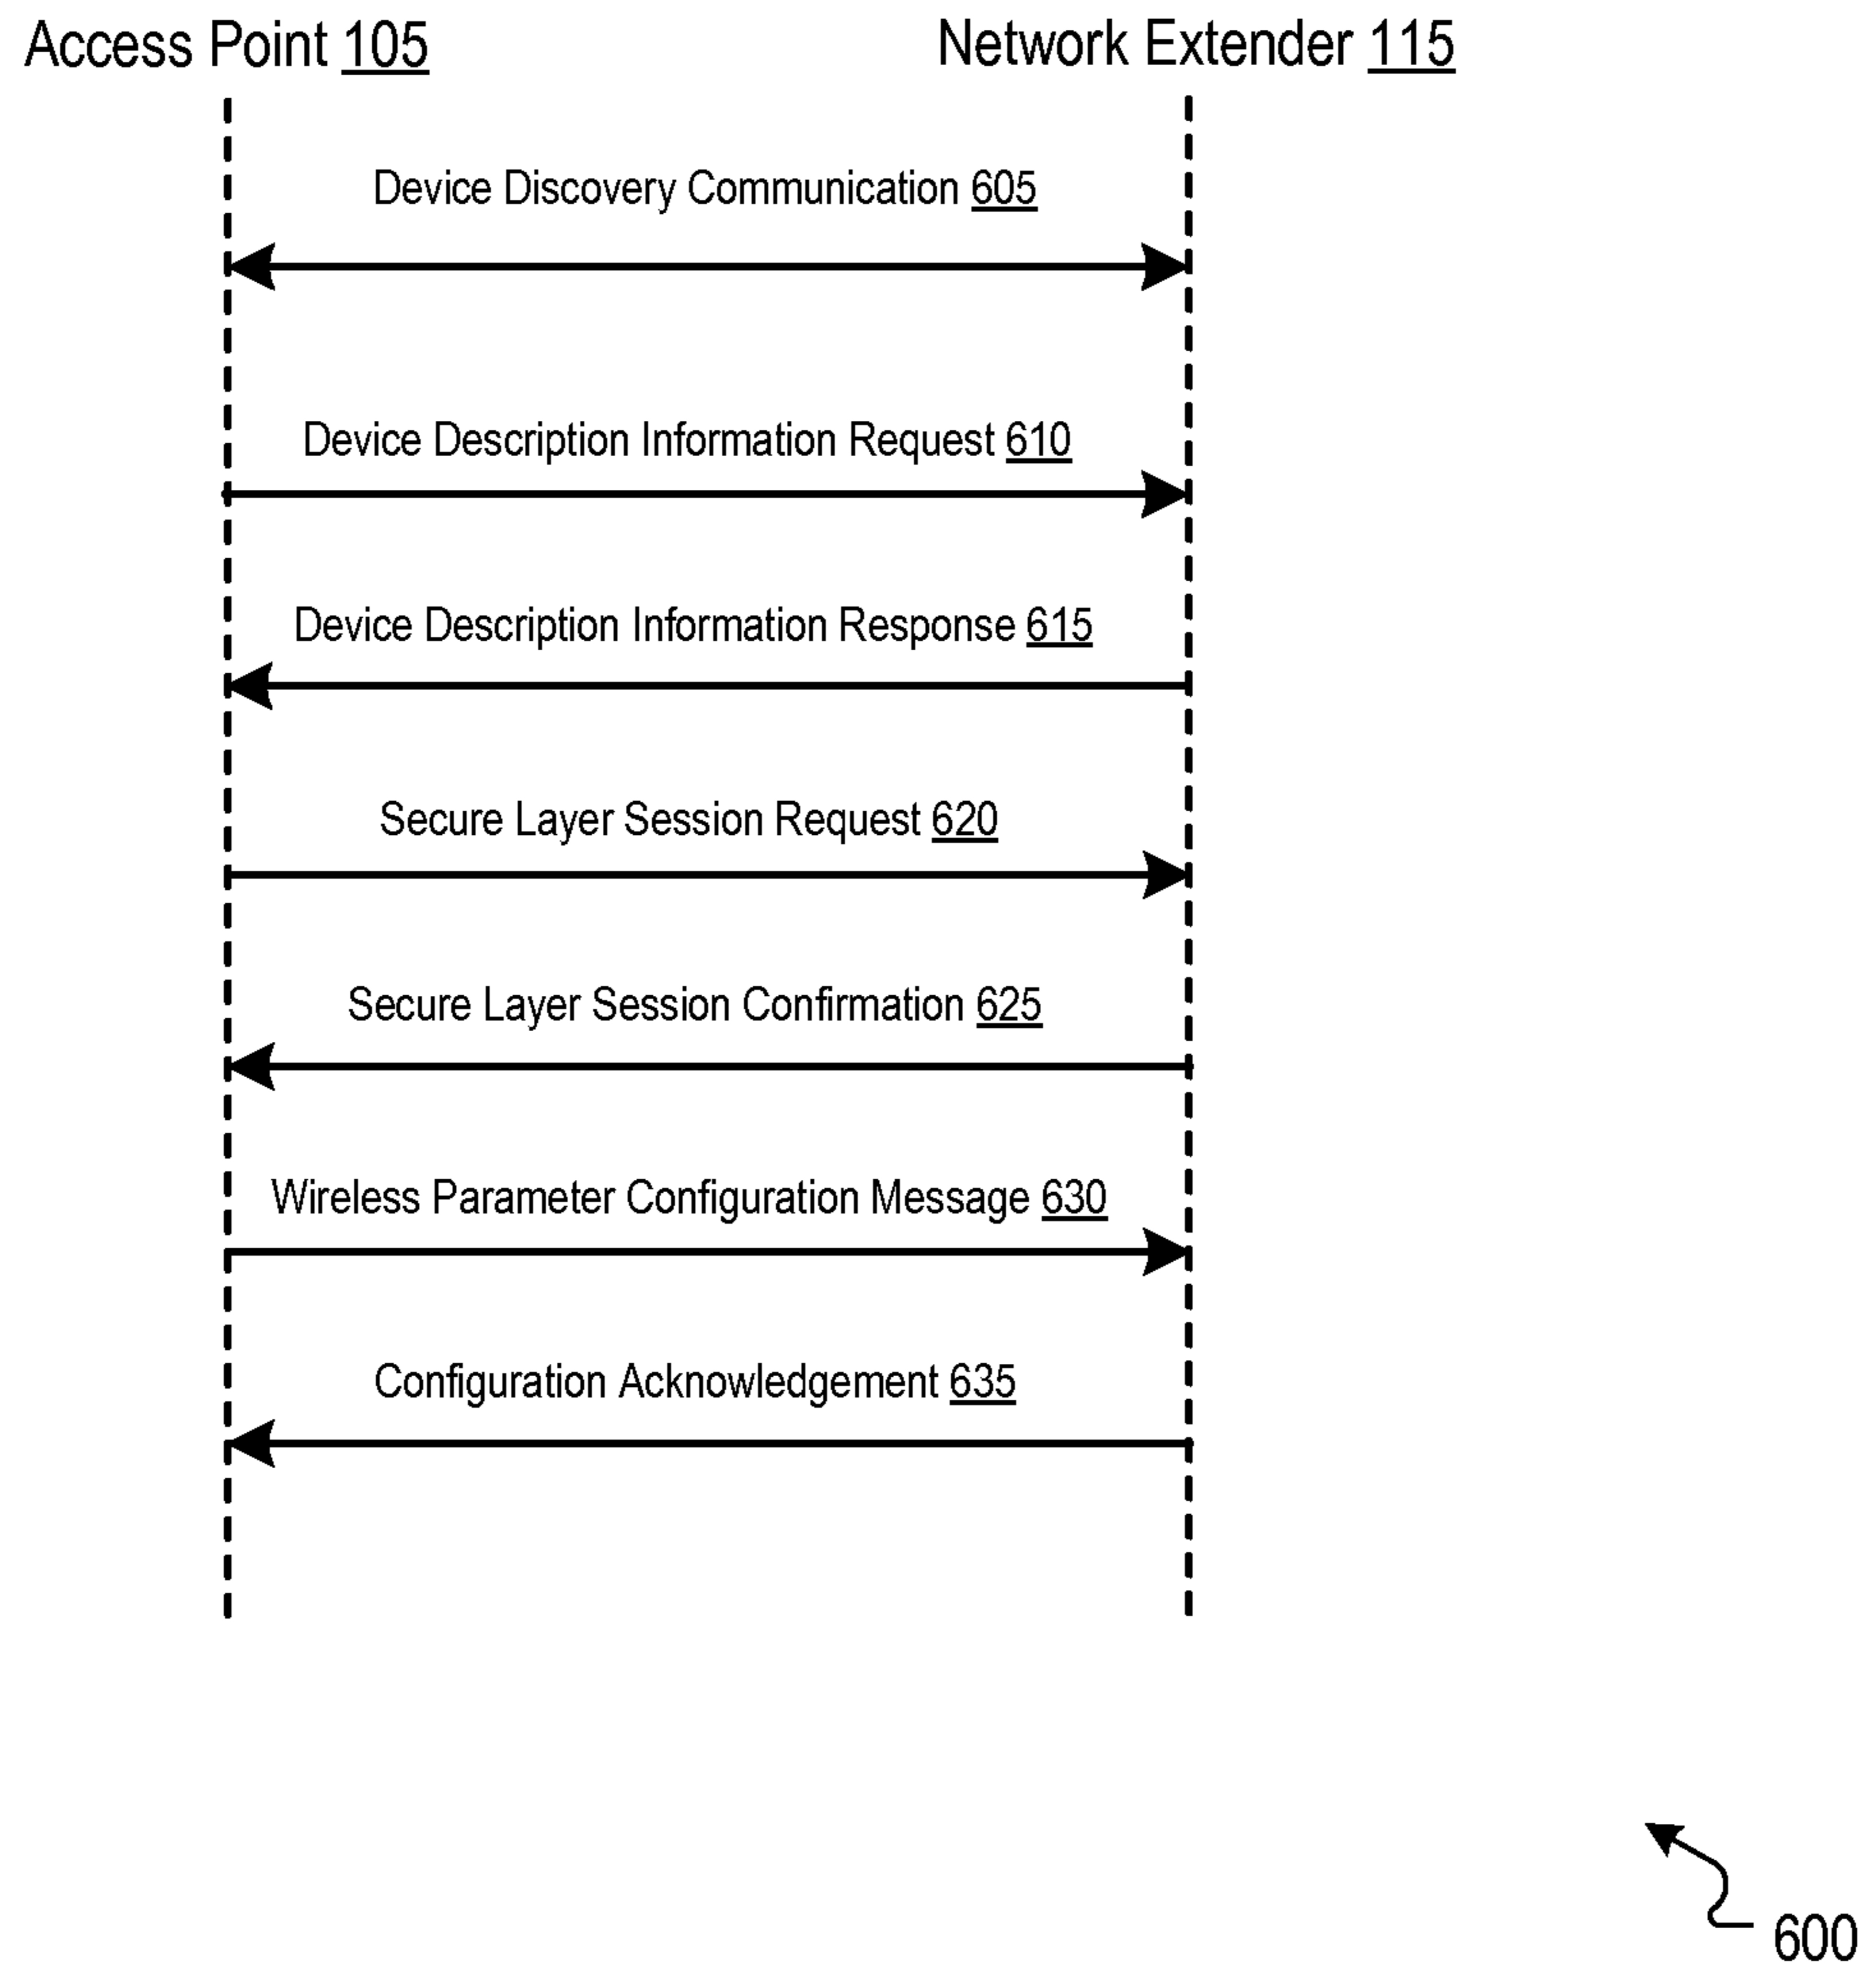 Access Point 105
Network Extender 115
Device Discovery Communication 605
Device Description Information Request 610
Device Description Information Response 615
Secure Layer Session Request 620
Secure Layer Session Confirmation 625
Wireless Parameter Configuration Message 630
Configuration Acknowledgement 635
600